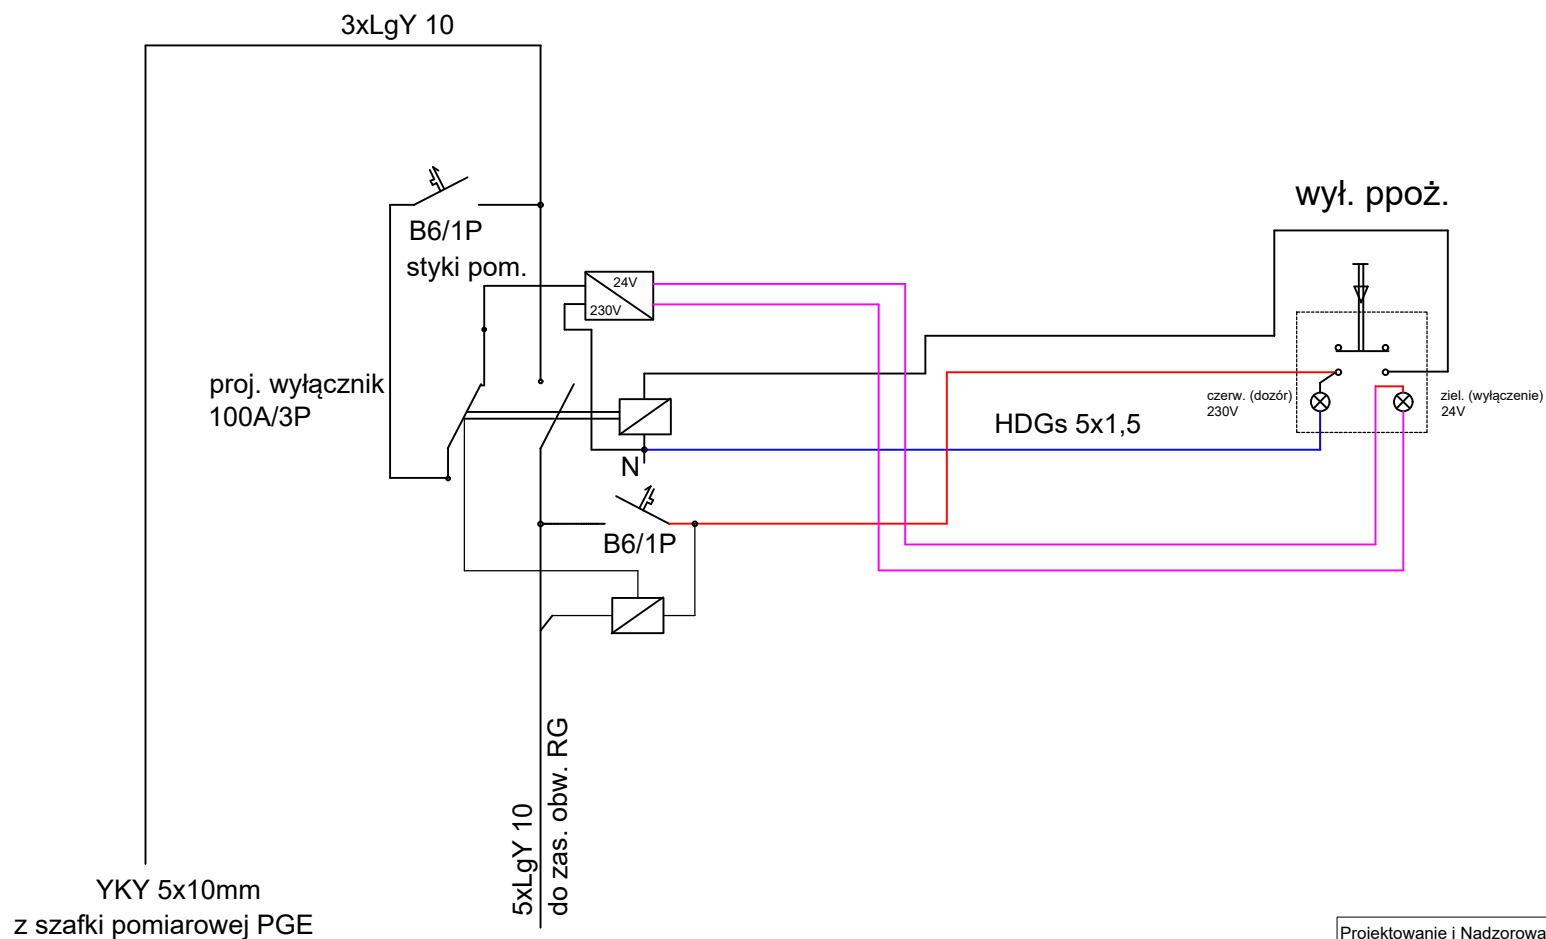 3xLgY 10
B6/1P
styki pom.
24V
230V
wył. ppoż.
proj. wyłącznik
100A/3P
czerw. (dozór)
230V
ziel. (wyłączenie)
24V
HDGs 5x1,5
N
B6/1P
5xLgY 10
do zas. obw. RG
YKY 5x10mm
z szafki pomiarowej PGE
Projektowanie i Nadzorowa